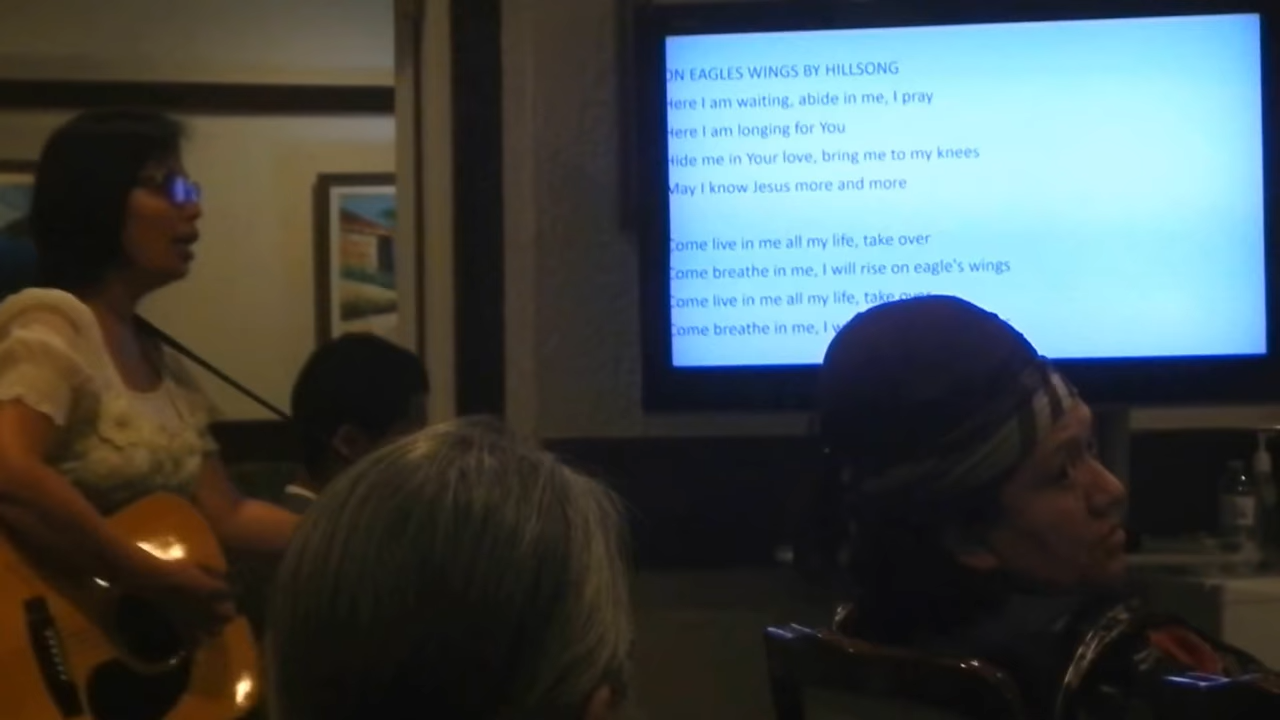 ON EAGLES WINGS BY HILLSONG
Here I am waiting, abide in me, I pray
Here I am longing for You
Hide me in Your love, bring me to my knees
May I know Jesus more and more
Come live in me all my life, take over
Come breathe in me, I will rise on eagle's wings
Come live in me all my life, take over
Come breathe in me, I